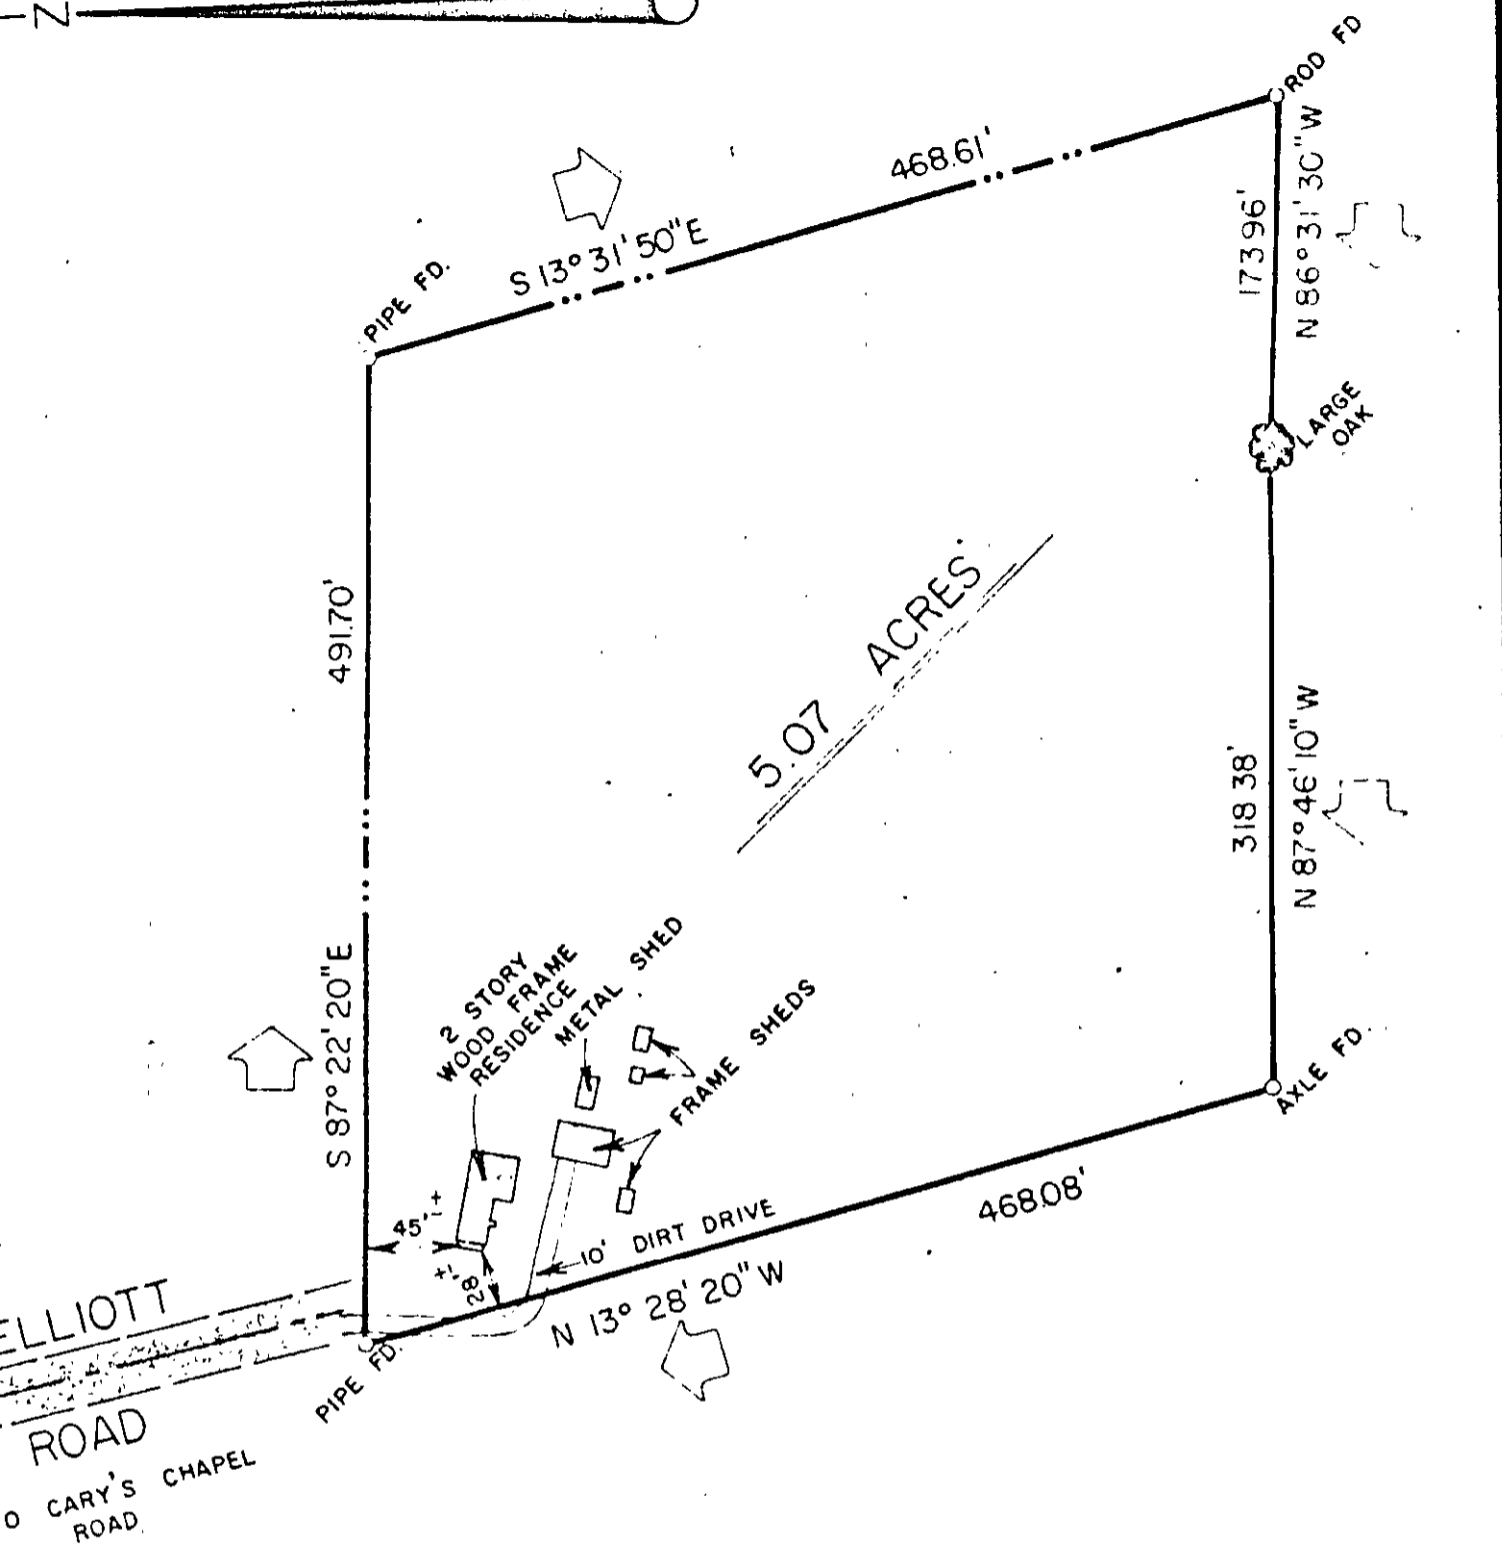 N
ROD FD
468.61'
S 13° 31' 50" E
PIPE FD.
173.96'
N 86° 31' 30" W
LARGE
OAK
491.70'
S 87° 22' 20" E
5.07 ACRES
318.38'
N 87° 46' 10" W
2 STORY
WOOD FRAME
RESIDENCE
METAL SHED
FRAME SHEDS
AXLE FD.
45'±
28'±
10' DIRT DRIVE
468.08'
N 13° 28' 20" W
PIPE FD.
ELLIOTT
ROAD
O CARY'S CHAPEL
ROAD